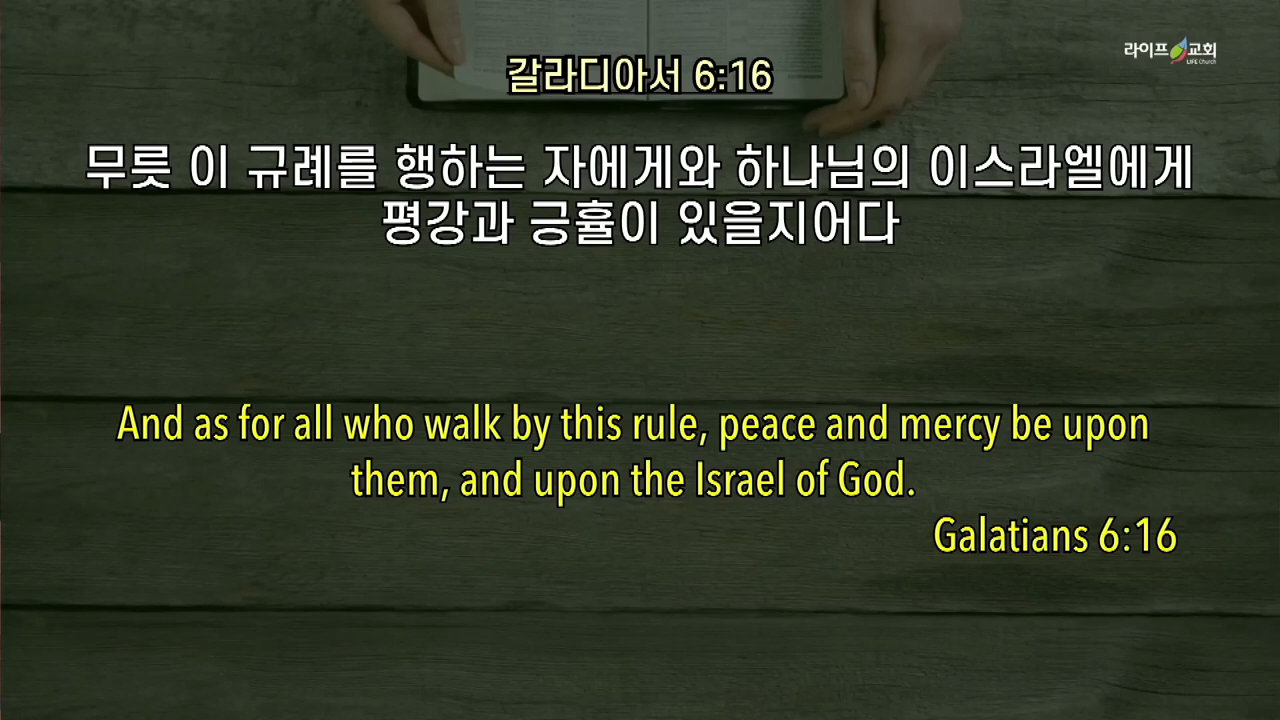 라이프 교회
LIFE Church
갈라디아서 6:16
무릇 이 규례를 행하는 자에게와 하나님의 이스라엘에게
평강과 긍휼이 있을지어다
And as for all who walk by this rule, peace and mercy be upon
them, and upon the Israel of God.
Galatians 6:16